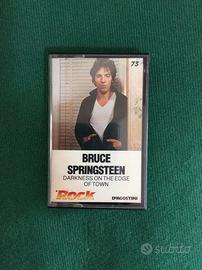 73
BRUCE
SPRINGSTEEN
DARKNESS ON THE EDGE
OF TOWN
Rock
DEAGOSTINI
subito